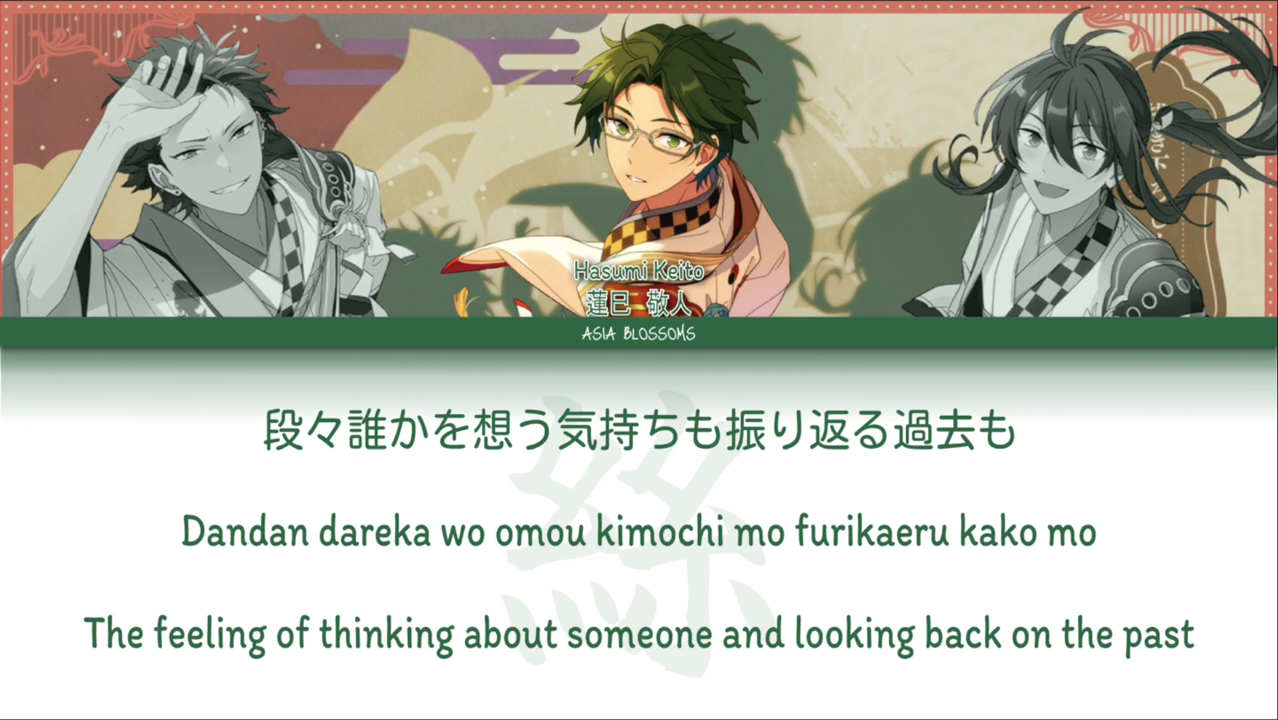 Hasumi Keito
蓮巳 敬人
ASIA BLOSSOMS
絲
段々誰かを想う気持ちも振り返る過去も
Dandan dareka wo omou kimochi mo furikaeru kako mo
The feeling of thinking about someone and looking back on the past